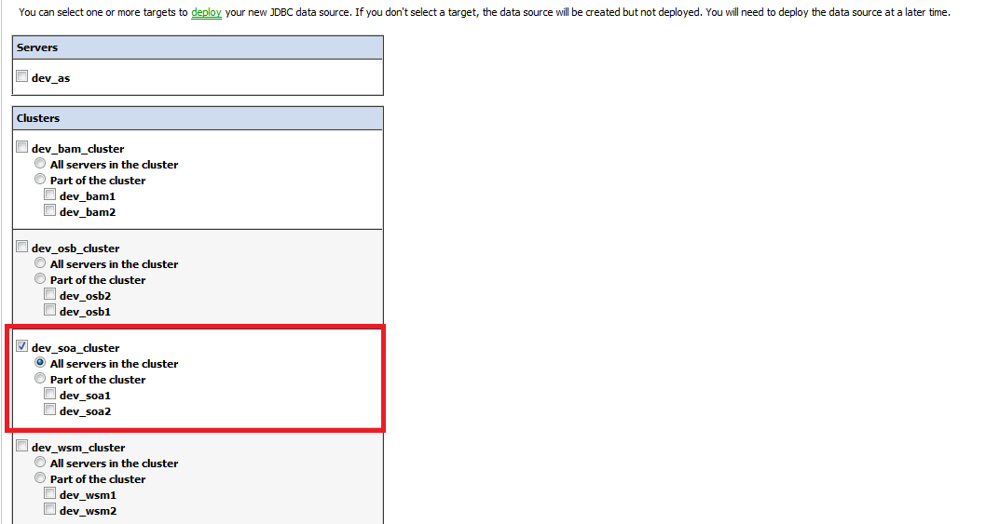 You can select one or more targets to deploy your new JDBC data source. If you don't select a target, the data source will be created but not deployed. You will need to deploy the data source at a later time.
Servers
dev_as
Clusters
dev_bam_cluster
All servers in the cluster
Part of the cluster
dev_bam1
dev_bam2
dev_osb_cluster
All servers in the cluster
Part of the cluster
dev_osb2
dev_osb1
dev_soa_cluster
All servers in the cluster
Part of the cluster
dev_soa1
dev_soa2
dev_wsm_cluster
All servers in the cluster
Part of the cluster
dev_wsm1
dev_wsm2